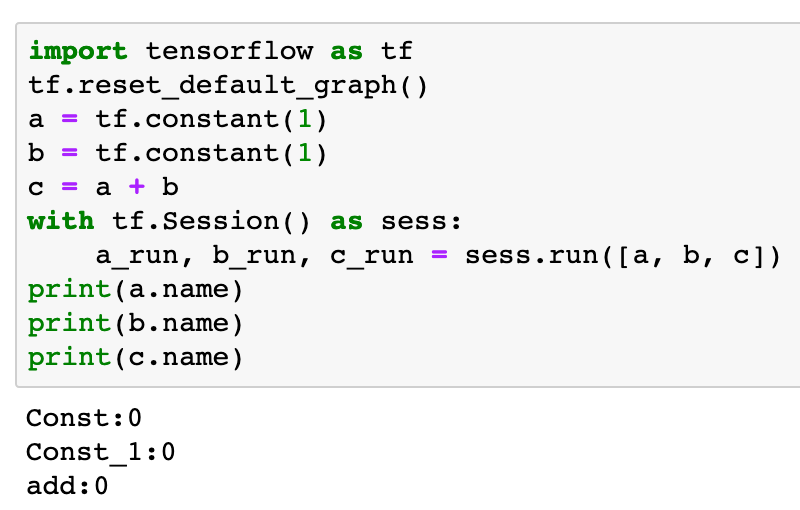 import tensorflow as tf
tf.reset_default_graph()
a = tf.constant(1)
b = tf.constant(1)
c = a + b
with tf.Session() as sess:
    a_run, b_run, c_run = sess.run([a, b, c])
print(a.name)
print(b.name)
print(c.name)
Const:0
Const_1:0
add:0